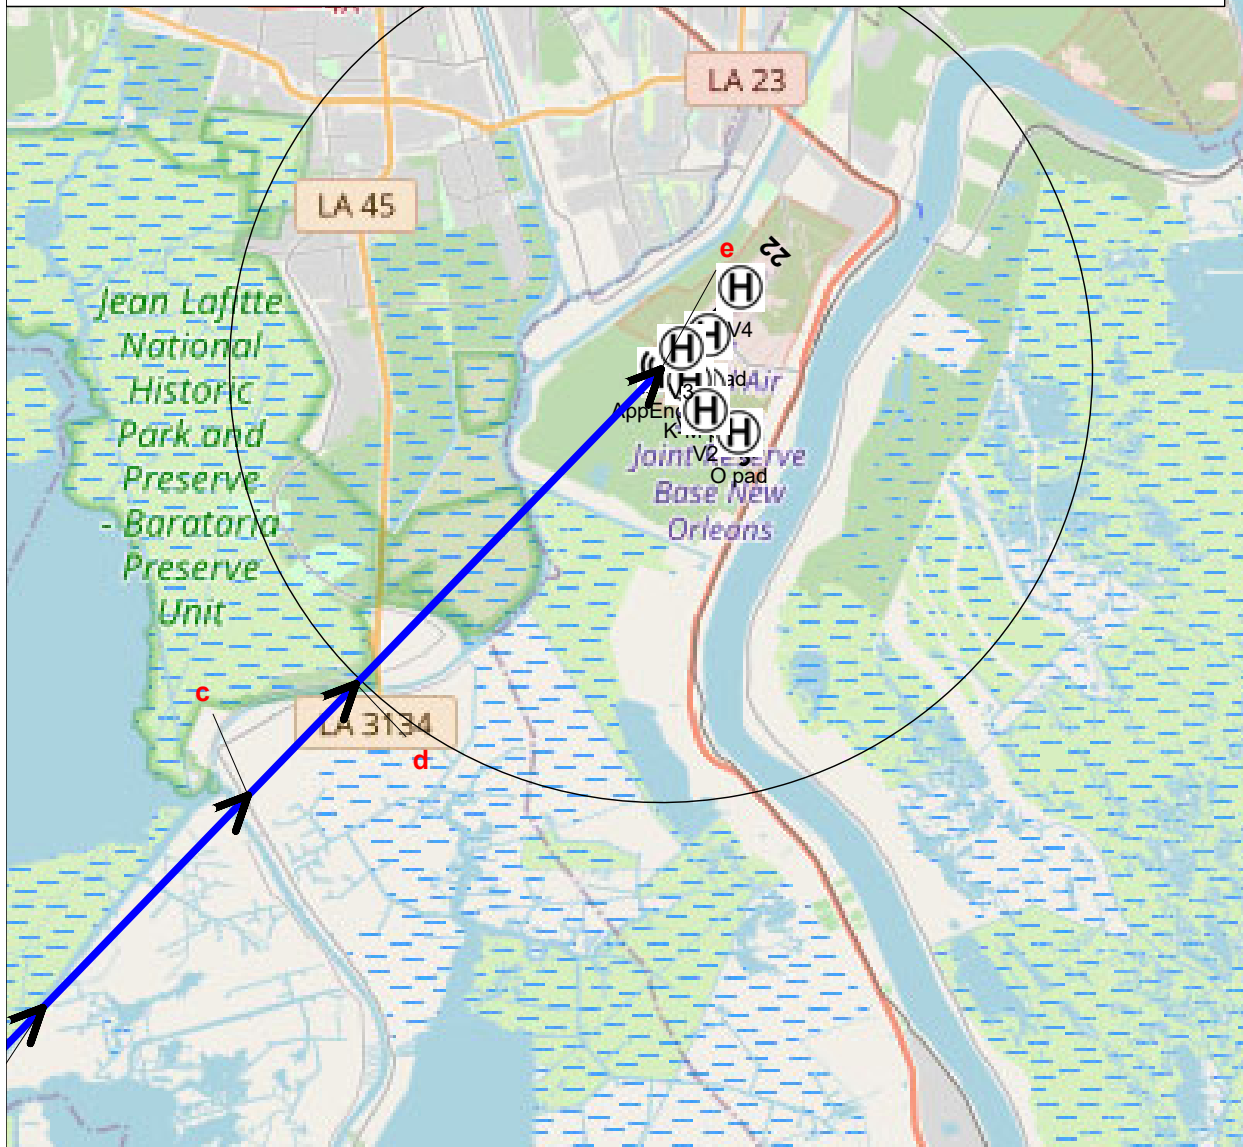 LA 23
LA 45
e
22
Jean Lafitte
National
Historic
Park and
Preserve
- Barataria
Preserve
Unit
V4
Air
V3
V2
Joint Reserve
O pad
Base New
Orleans
c
LA 3134
d